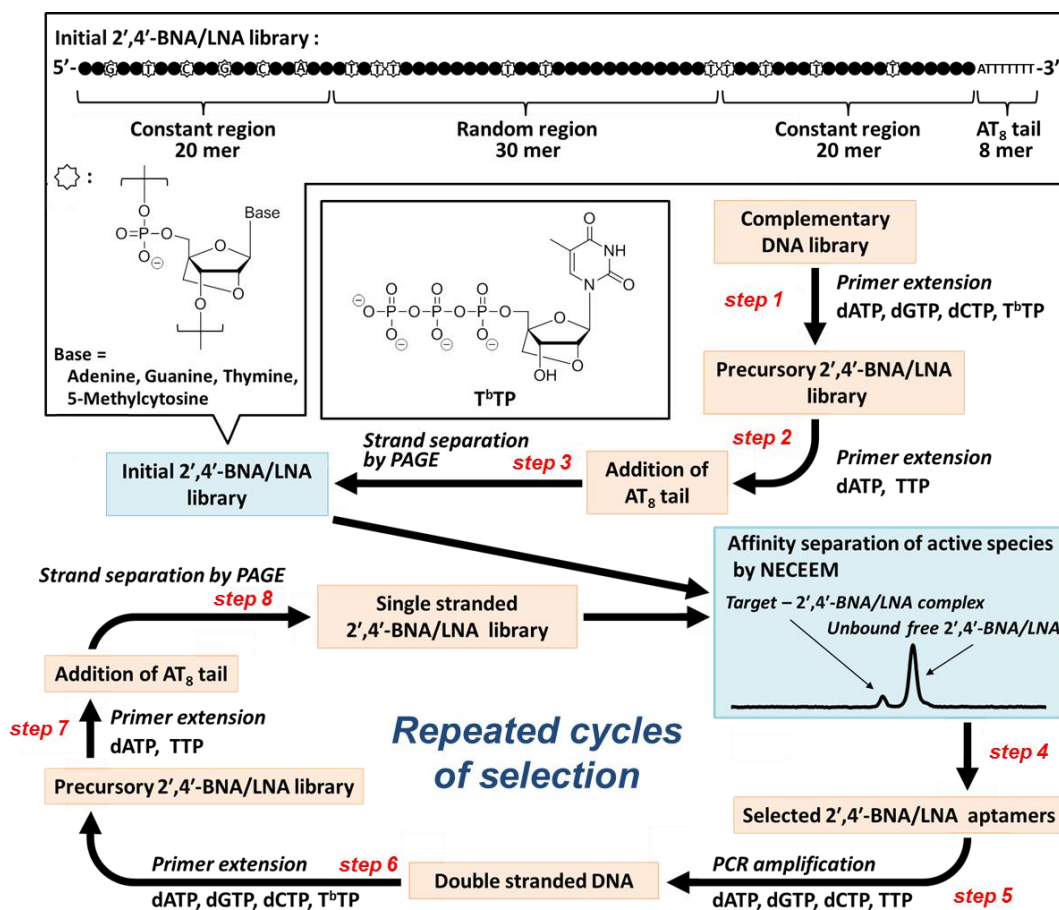 Initial 2′,4′-BNA/LNA library :
5′- G T C G C A T T T T T T T T T T ATTTTTTT -3′
Constant region
20 mer
Random region
30 mer
Constant region
20 mer
AT₈ tail
8 mer
:
O
O=P
O
O⊖
O
Base
O
O
Base =
Adenine, Guanine, Thymine,
5-Methylcytosine
O O O
⊖O P O P O P O
O⊖ O⊖ O⊖
O
NH
N
O
O
OH
O
TᵇTP
Complementary
DNA library
step 1
Primer extension
dATP, dGTP, dCTP, TᵇTP
Precursory 2′,4′-BNA/LNA
library
step 2
Primer extension
dATP, TTP
Addition of
AT₈ tail
Strand separation
by PAGE
step 3
Initial 2′,4′-BNA/LNA
library
Affinity separation of active species
by NECEEM
Target – 2′,4′-BNA/LNA complex
Unbound free 2′,4′-BNA/LNA
step 4
Selected 2′,4′-BNA/LNA aptamers
PCR amplification
dATP, dGTP, dCTP, TTP
step 5
Double stranded DNA
Primer extension
step 6
dATP, dGTP, dCTP, TᵇTP
Precursory 2′,4′-BNA/LNA library
step 7
Primer extension
dATP, TTP
Addition of AT₈ tail
Strand separation by PAGE
step 8
Single stranded
2′,4′-BNA/LNA library
Repeated cycles
of selection